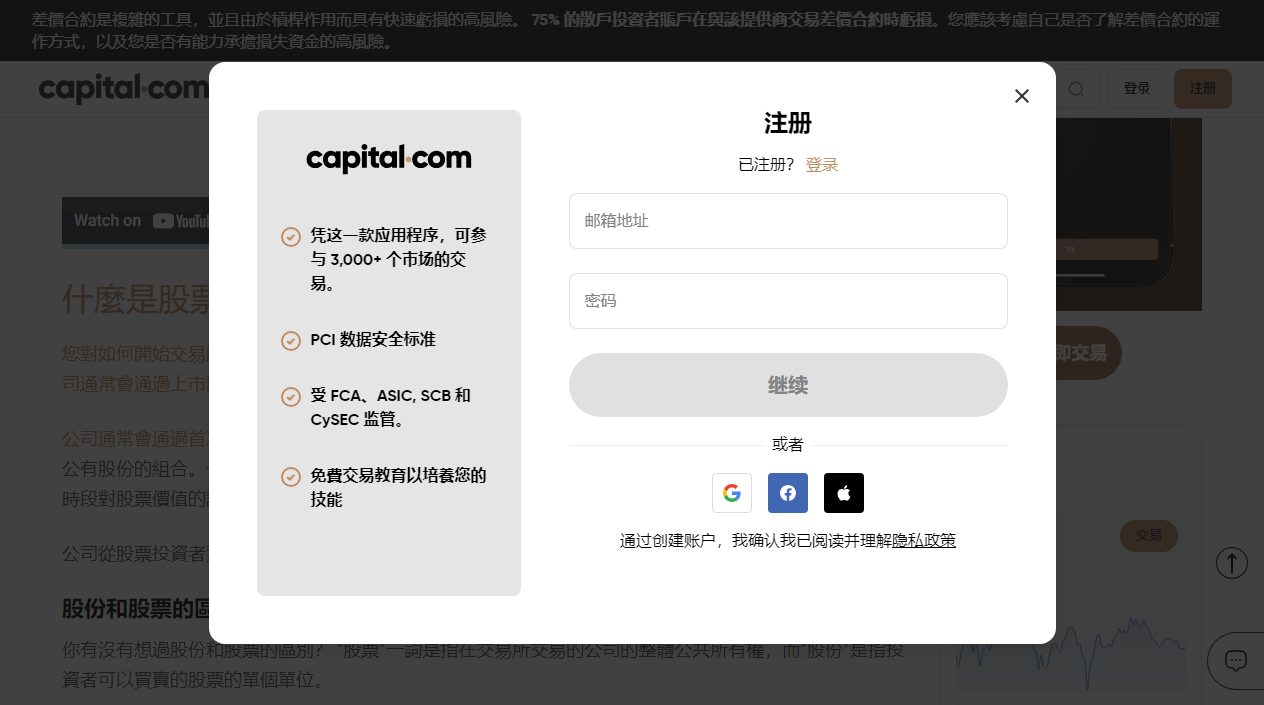 差價合約是複雜的工具，並且由於槓桿作用而具有快速虧損的高風險。 75% 的散戶投資者賬戶在與該提供商交易差價合約時虧損。您應該考慮自己是否了解差價合約的運
作方式，以及您是否有能力承擔損失資金的高風險。
capital.com
登录
注册
Watch on YouTub
什麼是股票
您對如何開始交易
司通常會通過上市
公司通常會通過首
公有股份的組合。
時段對股票價值的
公司從股票投資者
股份和股票的區
你有沒有想過股份和股票的區別？ "股票"一詞是指在交易所交易的公司的整體公共所有權，而"股份"是指投
資者可以買賣的股票的單個單位。
capital.com
凭这一款应用程序，可参
与 3,000+ 个市场的交
易。
PCI 数据安全标准
受 FCA、ASIC, SCB 和
CySEC 监管。
免費交易教育以培養您的
技能
注册
已注册？ 登录
邮箱地址
密码
继续
或者
通过创建账户，我确认我已阅读并理解隐私政策
Ok
即交易
交易